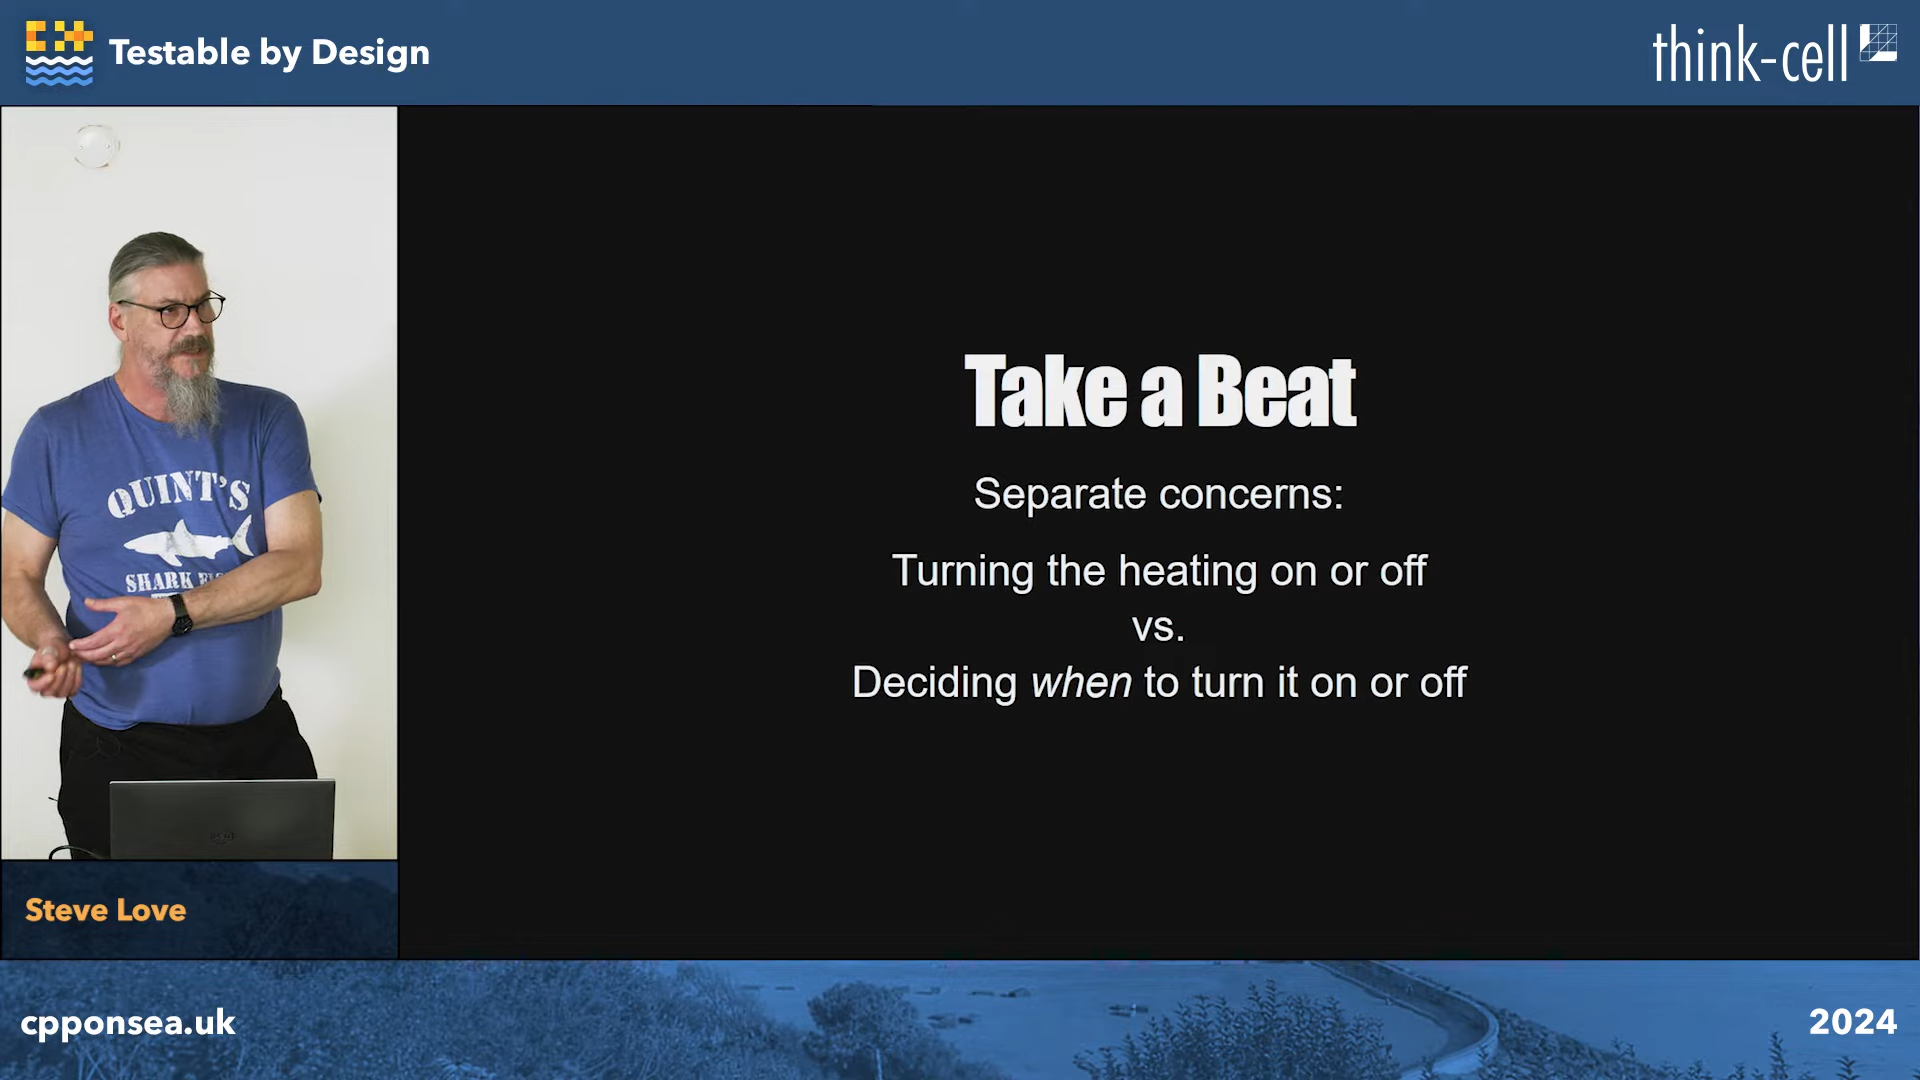 Testable by Design
think-cell
QUINT'S
SHARK
Take a Beat
Separate concerns:
Turning the heating on or off
vs.
Deciding when to turn it on or off
Steve Love
cpponsea.uk
2024